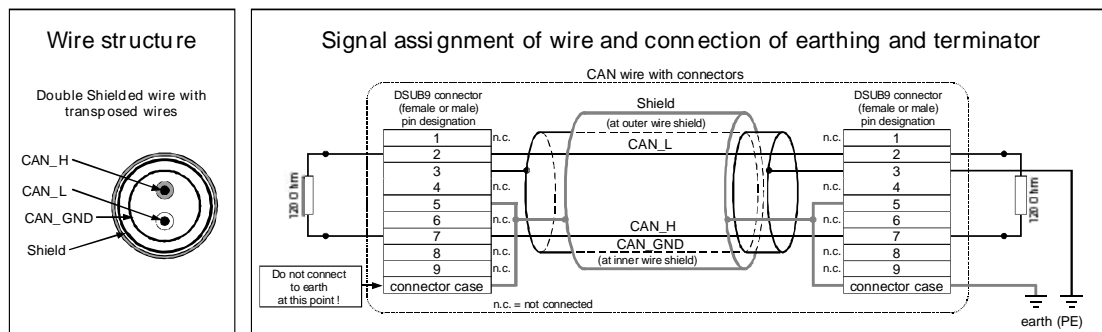 Wire structure
Double Shielded wire with
transposed wires
CAN_H
CAN_L
CAN_GND
Shield
Signal assignment of wire and connection of earthing and terminator
CAN wire with connectors
DSUB9 connector
(female or male)
pin designation
1
2
3
4
5
6
7
8
9
connector case
n.c.
n.c.
n.c.
n.c.
n.c.
120 Ohm
Do not connect
to earth
at this point !
n.c. = not connected
Shield
(at outer wire shield)
CAN_L
CAN_H
CAN_GND
(at inner wire shield)
DSUB9 connector
(female or male)
pin designation
n.c.
n.c.
n.c.
n.c.
n.c.
1
2
3
4
5
6
7
8
9
connector case
120 Ohm
earth (PE)